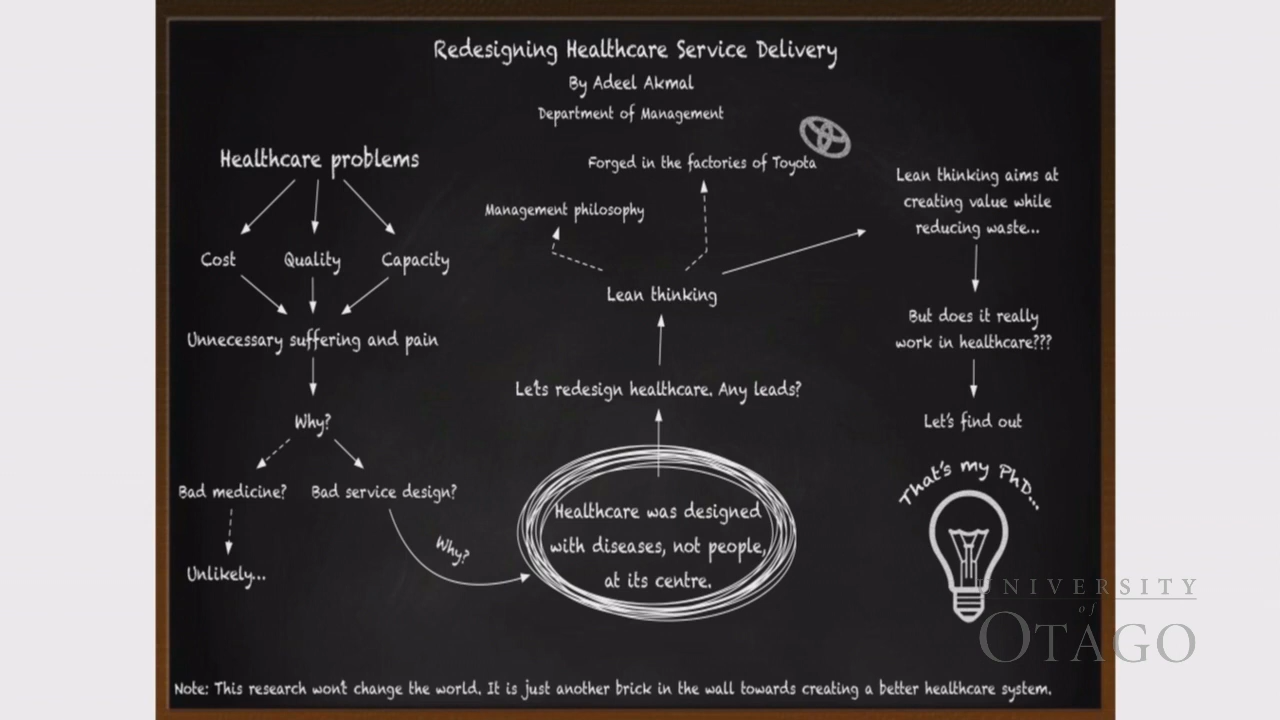 Redesigning Healthcare Service Delivery
By Adeel Akmal
Department of Management
Healthcare problems
Cost Quality Capacity
Unnecessary suffering and pain
Why?
Bad medicine? Bad service design?
Unlikely...
Why?
Healthcare was designed
with diseases, not people,
at its centre.
Let's redesign healthcare. Any leads?
Lean thinking
Management philosophy
Forged in the factories of Toyota
Lean thinking aims at
creating value while
reducing waste...
But does it really
work in healthcare???
Let's find out
That's my PhD...
UNIVERSITY
of
OTAGO
Note: This research won't change the world. It is just another brick in the wall towards creating a better healthcare system.